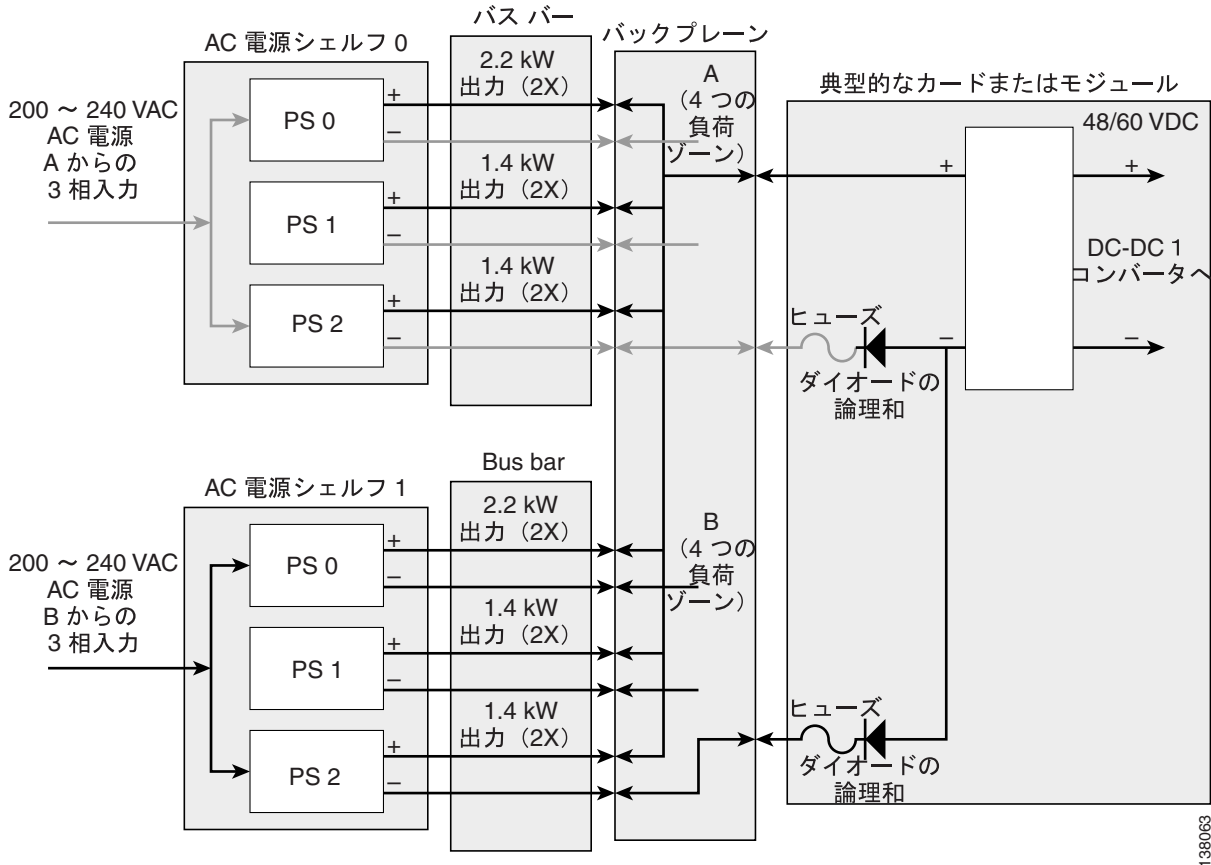 バス バー
バックプレーン
AC 電源シェルフ 0
2.2 kW
出力（2X）
A
（4 つの
負荷
ゾーン）
典型的なカードまたはモジュール
48/60 VDC
200 ～ 240 VAC
AC 電源
A からの
3 相入力
PS 0
+
–
1.4 kW
出力（2X）
PS 1
+
–
1.4 kW
出力（2X）
PS 2
+
–
+
+
DC-DC 1
コンバータへ
–
–
ヒューズ
ダイオードの
論理和
Bus bar
AC 電源シェルフ 1
2.2 kW
出力（2X）
B
（4 つの
負荷
ゾーン）
200 ～ 240 VAC
AC 電源
B からの
3 相入力
PS 0
+
–
1.4 kW
出力（2X）
PS 1
+
–
1.4 kW
出力（2X）
PS 2
+
–
ヒューズ
ダイオードの
論理和
138063